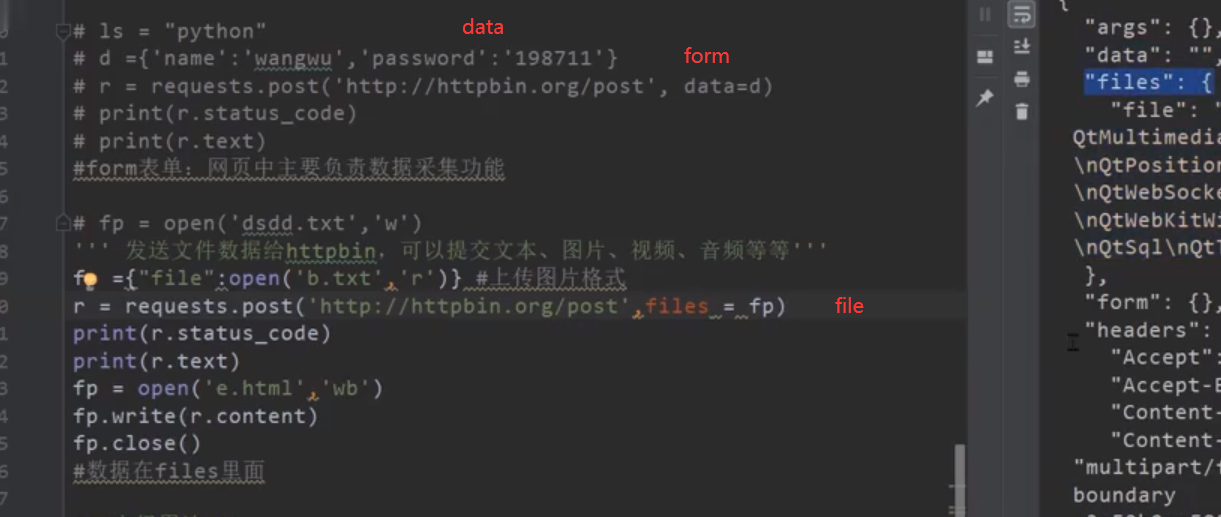 # ls = "python"
data
# d ={'name':'wangwu','password':'198711'}
form
# r = requests.post('http://httpbin.org/post', data=d)
# print(r.status_code)
# print(r.text)
#form表单：网页中主要负责数据采集功能
# fp = open('dsdd.txt','w')
''' 发送文件数据给httpbin，可以提交文本、图片、视频、音频等等'''
f ={"file":open('b.txt','r')} #上传图片格式
r = requests.post('http://httpbin.org/post',files = fp)
file
print(r.status_code)
print(r.text)
fp = open('e.html','wb')
fp.write(r.content)
fp.close()
#数据在files里面
{
"args": {},
"data": "",
"files": {
"file": "
QtMultimedia
\nQtPosition
\nQtWebSocke
\nQtWebKitWi
\nQtSql\nQtT
},
"form": {},
"headers":
"Accept":
"Accept-E
"Content-
"Content-
"multipart/f
boundary